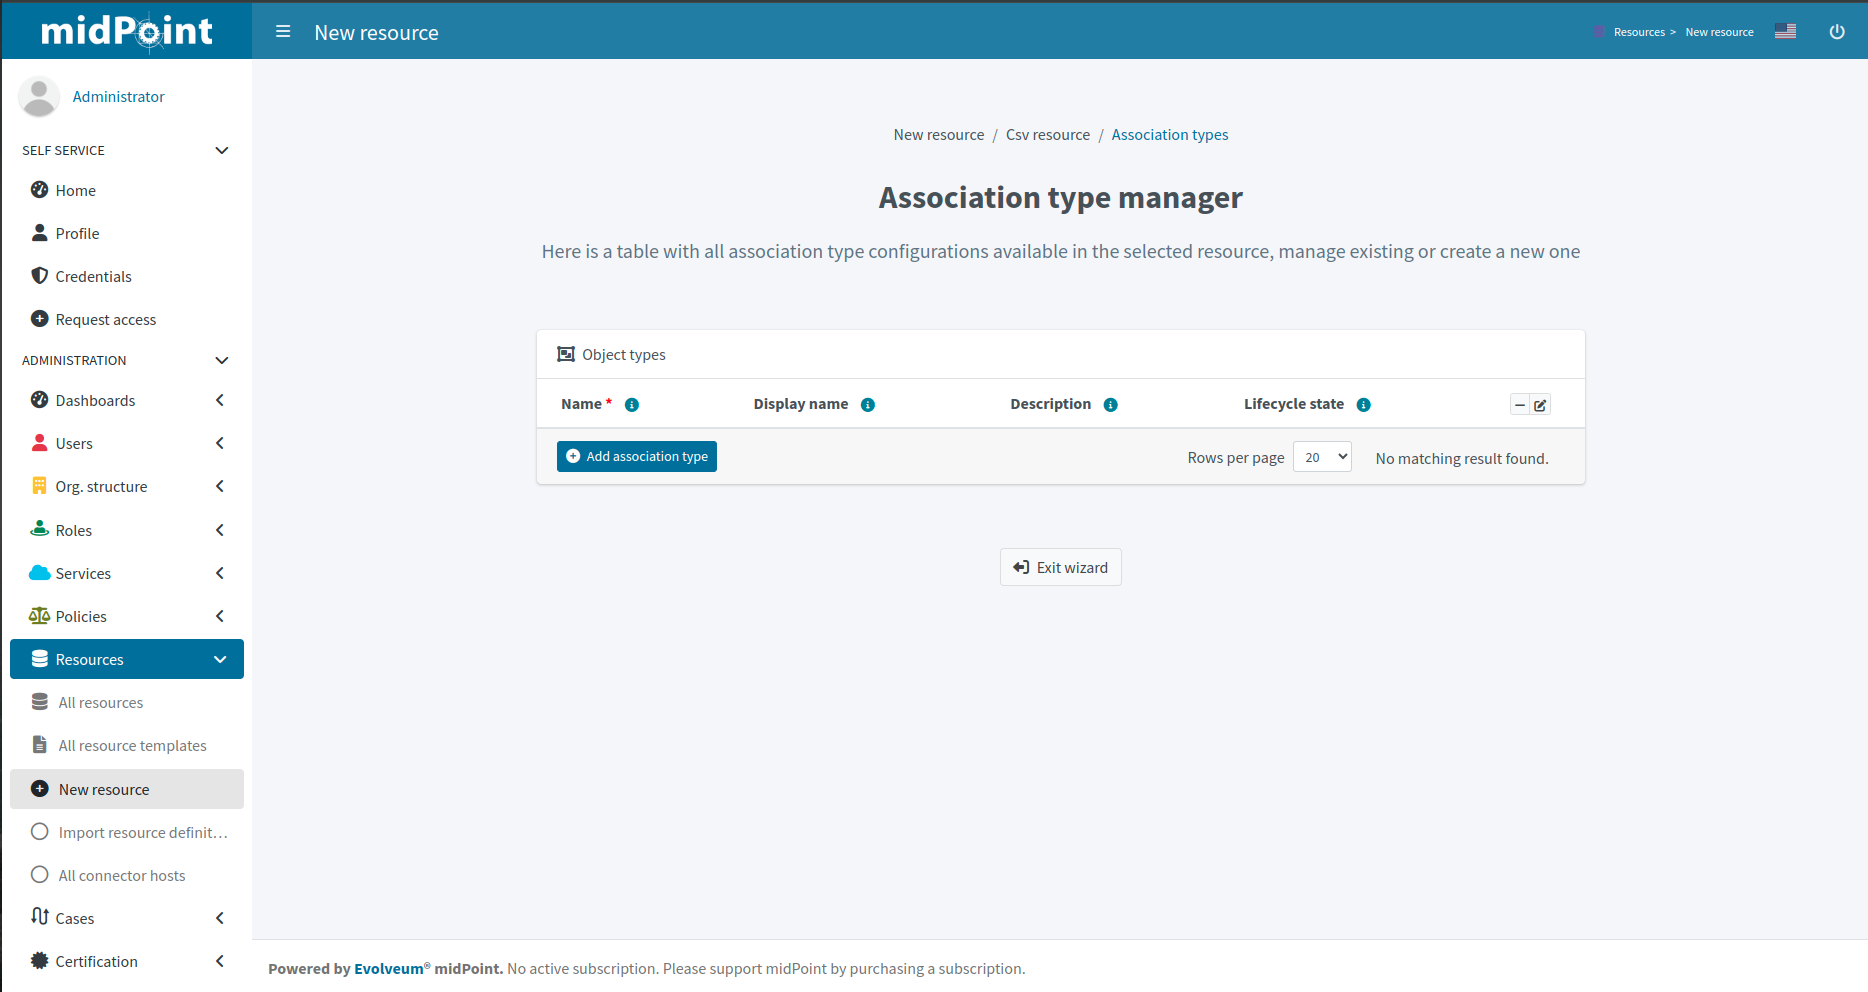 midPoint
New resource
Resources > New resource
Administrator
SELF SERVICE
Home
Profile
Credentials
Request access
ADMINISTRATION
Dashboards
Users
Org. structure
Roles
Services
Policies
Resources
All resources
All resource templates
New resource
Import resource definit…
All connector hosts
Cases
Certification
New resource / Csv resource / Association types
Association type manager
Here is a table with all association type configurations available in the selected resource, manage existing or create a new one
Object types
Name * Display name Description Lifecycle state
Add association type Rows per page 20 No matching result found.
Exit wizard
Powered by Evolveum® midPoint. No active subscription. Please support midPoint by purchasing a subscription.